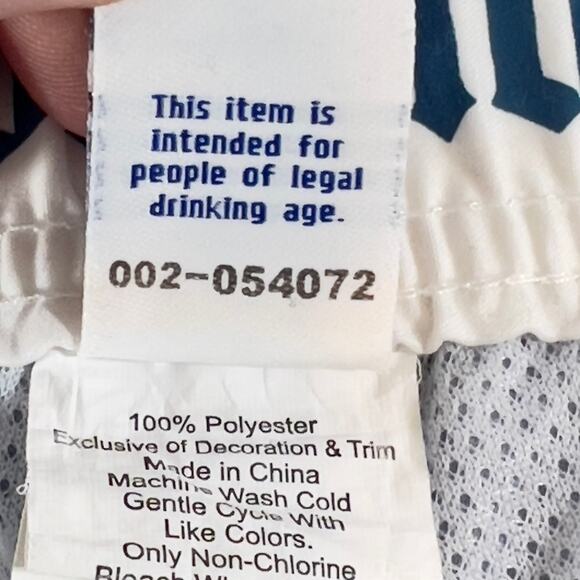 This item is
intended for
people of legal
drinking age.
002-054072
100% Polyester
Exclusive of Decoration & Trim
Made in China
Machine Wash Cold
Gentle Cycle With
Like Colors.
Only Non-Chlorine
Bleach